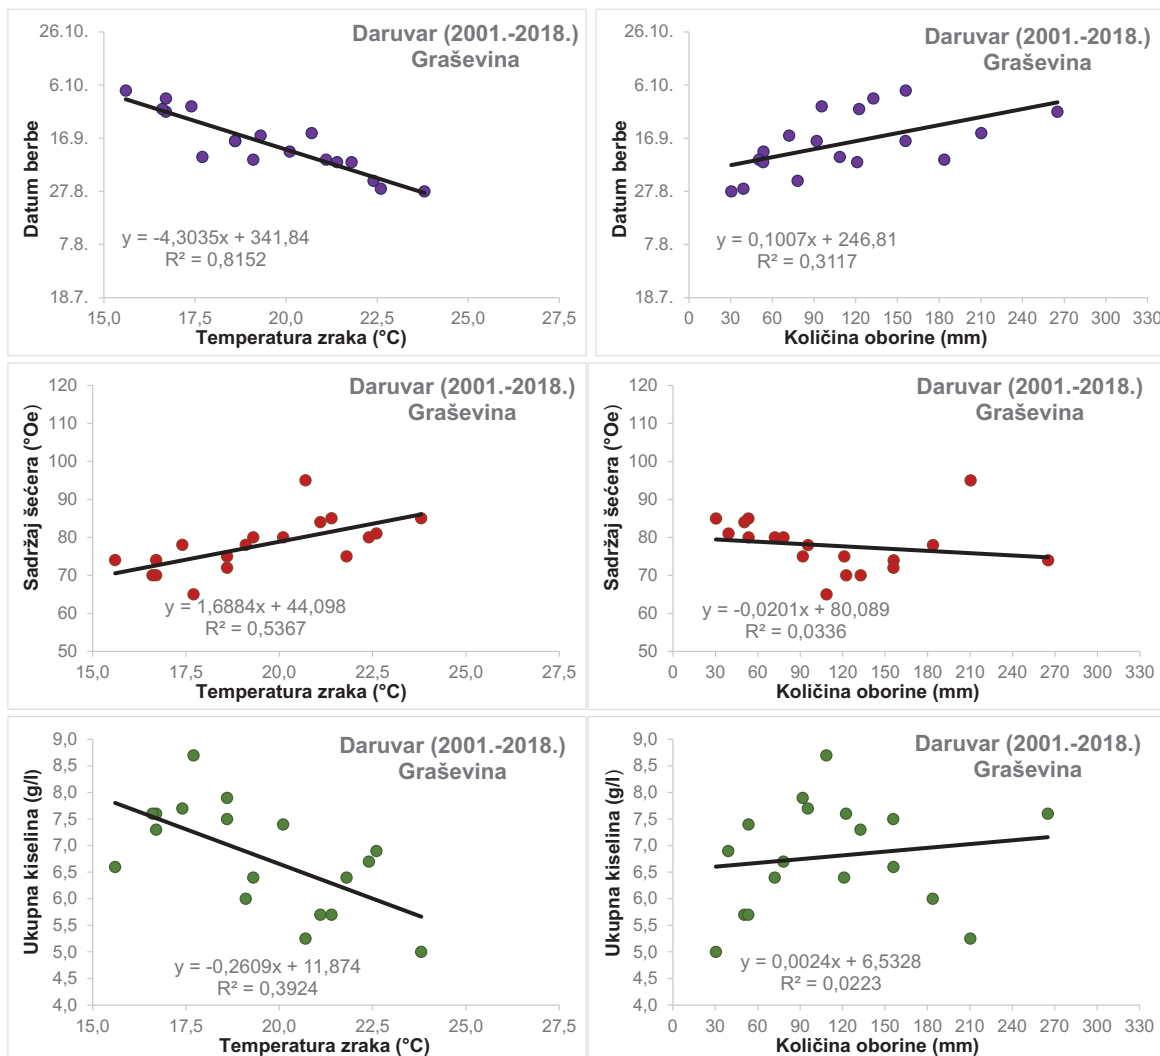 Daruvar (2001.-2018.)
Graševina
Datum berbe
26.10.
6.10.
16.9.
27.8.
7.8.
18.7.
y = -4,3035x + 341,84
R² = 0,8152
15,0 17,5 20,0 22,5 25,0 27,5
Temperatura zraka (°C)
Daruvar (2001.-2018.)
Graševina
Datum berbe
26.10.
6.10.
16.9.
27.8.
7.8.
18.7.
y = 0,1007x + 246,81
R² = 0,3117
0 30 60 90 120 150 180 210 240 270 300 330
Količina oborine (mm)
Daruvar (2001.-2018.)
Graševina
Sadržaj šećera (°Oe)
120
110
100
90
80
70
60
50
y = 1,6884x + 44,098
R² = 0,5367
15,0 17,5 20,0 22,5 25,0 27,5
Temperatura zraka (°C)
Daruvar (2001.-2018.)
Graševina
Sadržaj šećera (°Oe)
120
110
100
90
80
70
60
50
y = -0,0201x + 80,089
R² = 0,0336
0 30 60 90 120 150 180 210 240 270 300 330
Količina oborine (mm)
Daruvar (2001.-2018.)
Graševina
Ukupna kiselina (g/l)
9,0
8,5
8,0
7,5
7,0
6,5
6,0
5,5
5,0
4,5
4,0
y = -0,2609x + 11,874
R² = 0,3924
15,0 17,5 20,0 22,5 25,0 27,5
Temperatura zraka (°C)
Daruvar (2001.-2018.)
Graševina
Ukupna kiselina (g/l)
9,0
8,5
8,0
7,5
7,0
6,5
6,0
5,5
5,0
4,5
4,0
y = 0,0024x + 6,5328
R² = 0,0223
0 30 60 90 120 150 180 210 240 270 300 330
Količina oborine (mm)